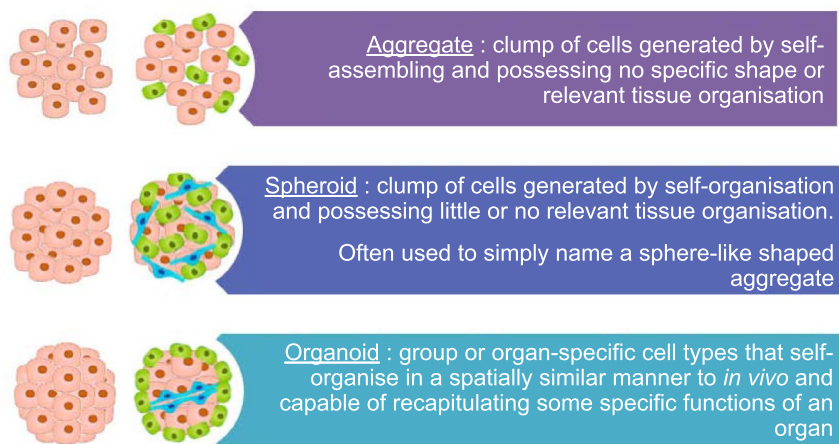 Aggregate : clump of cells generated by self-
assembling and possessing no specific shape or
relevant tissue organisation
Spheroid : clump of cells generated by self-organisation
and possessing little or no relevant tissue organisation.
Often used to simply name a sphere-like shaped
aggregate
Organoid : group or organ-specific cell types that self-
organise in a spatially similar manner to in vivo and
capable of recapitulating some specific functions of an
organ